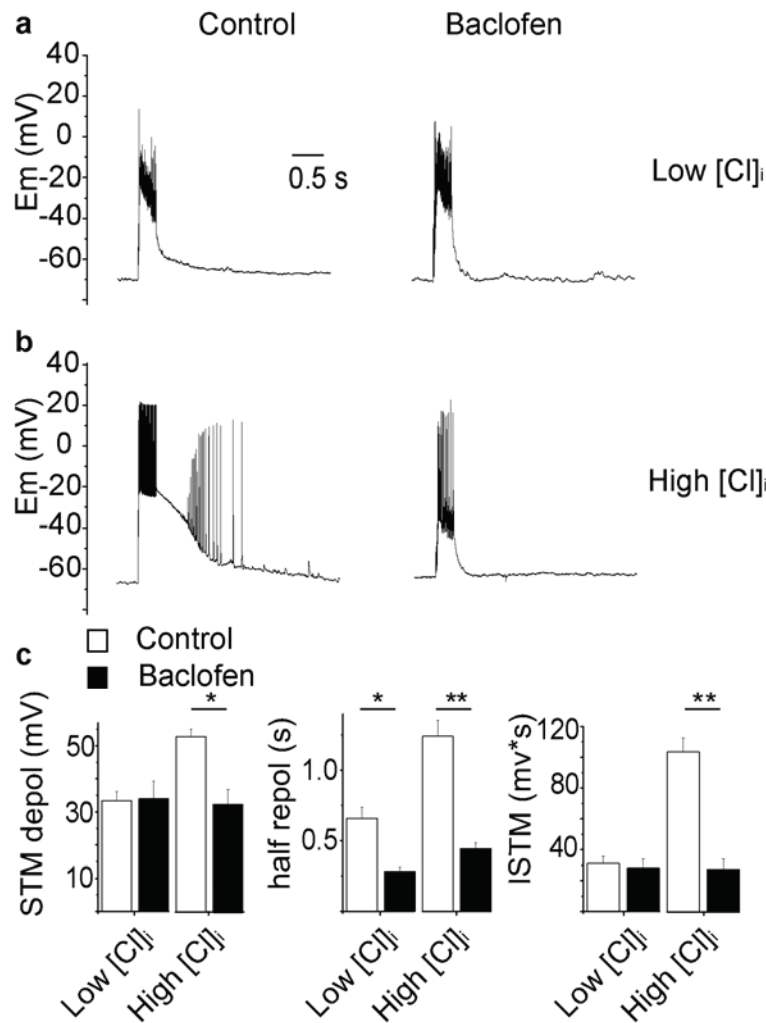 a Control Baclofen
40
20
0
-20
-40
-60
Em (mV)
0.5 s
Low [Cl]i
b
40
20
0
-20
-40
-60
Em (mV)
High [Cl]i
Control
c Baclofen
STM depol (mV)
50
30
10
*
Low [Cl]i High [Cl]i
half repol (s)
1.0
0.5
* **
Low [Cl]i High [Cl]i
ISTM (mv*s)
120
80
40
**
Low [Cl]i High [Cl]i